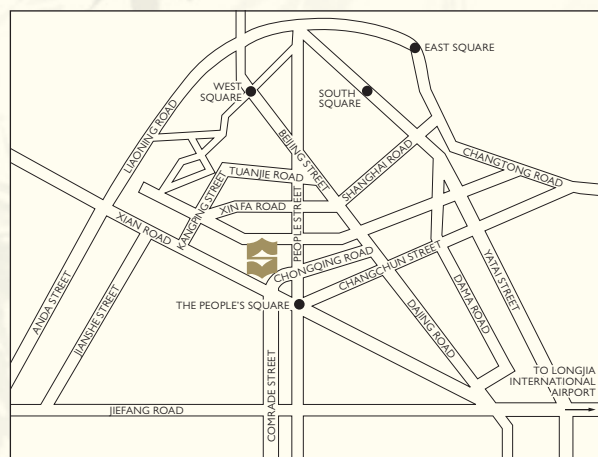 EAST SQUARE
WEST
SQUARE
SOUTH
SQUARE
LIAONING ROAD
BEIJING STREET
SHANGHAI ROAD
CHANGTONG ROAD
TUANJIE ROAD
KANGPING STREET
XINFA ROAD
PEOPLE STREET
XIAN ROAD
CHONGQING ROAD
CHANGCHUN STREET
YATAI STREET
ANDA STREET
JIANSHE STREET
THE PEOPLE'S SQUARE
DAJING ROAD
DAMA ROAD
TO LONGJIA
INTERNATIONAL
AIRPORT
COMRADE STREET
JIEFANG ROAD